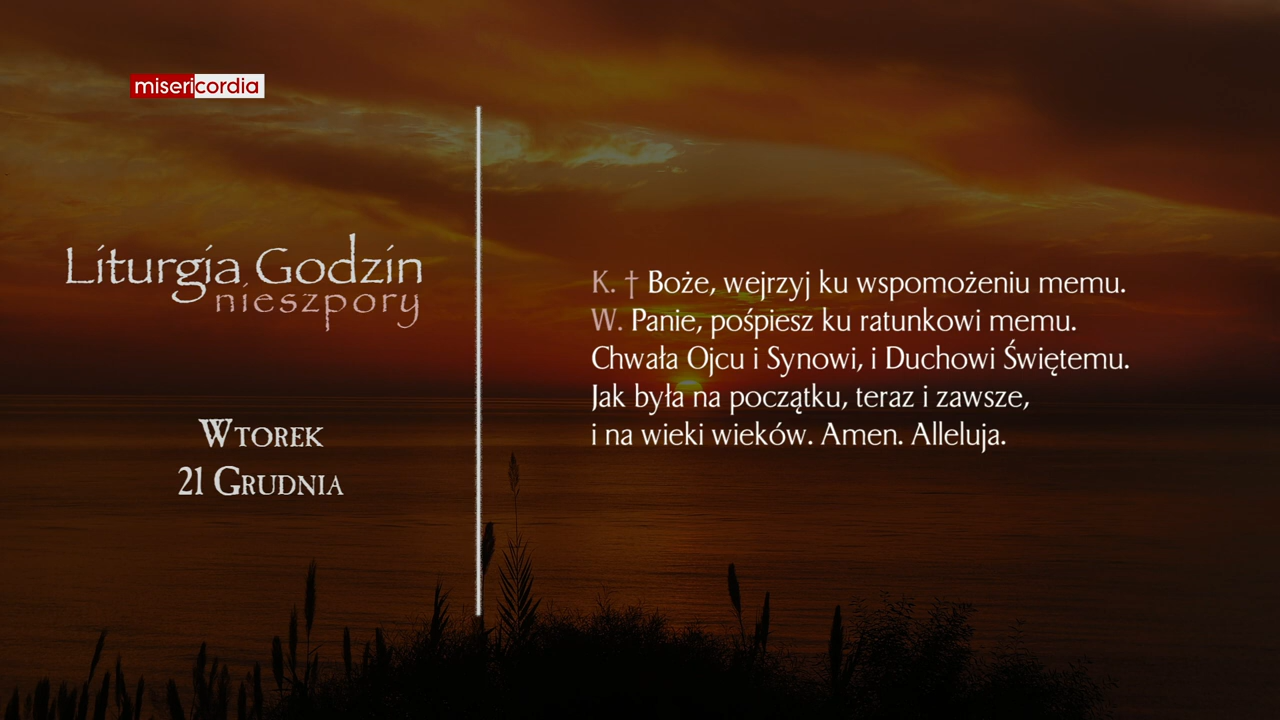 misericordia
Liturgia Godzin
nieszpory
Wtorek
21 Grudnia
K. † Boże, wejrzyj ku wspomożeniu memu.
W. Panie, pośpiesz ku ratunkowi memu.
Chwała Ojcu i Synowi, i Duchowi Świętemu.
Jak była na początku, teraz i zawsze,
i na wieki wieków. Amen. Alleluja.